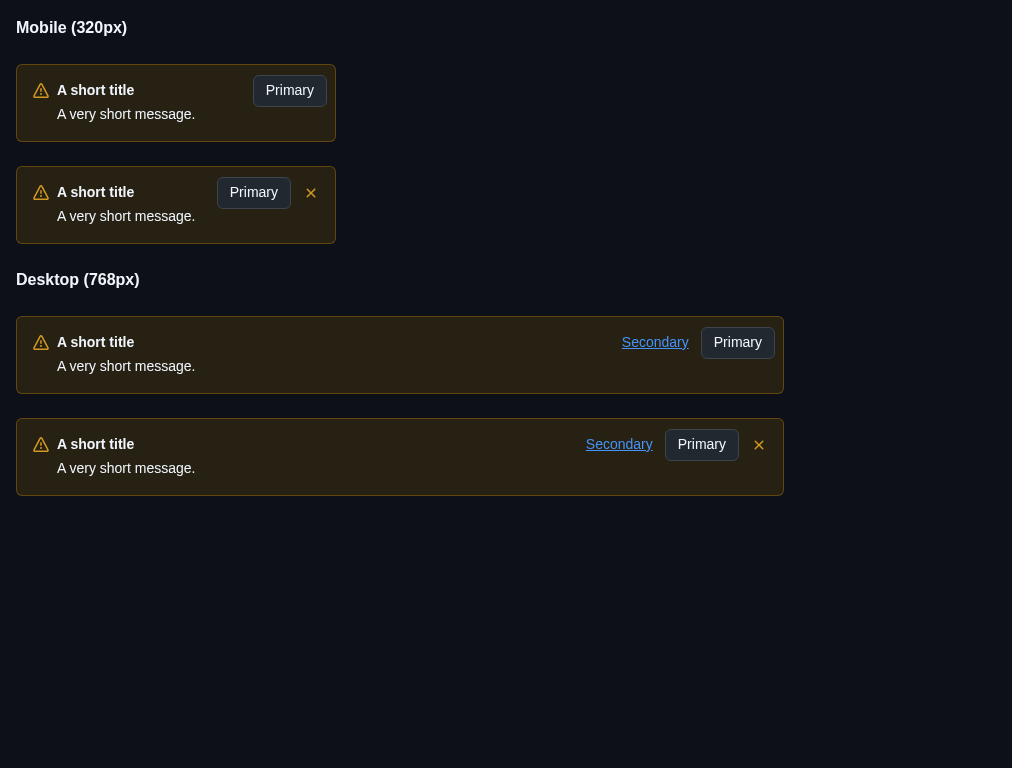 Mobile (320px)
A short title Primary
A very short message.
A short title Primary
A very short message.
Desktop (768px)
A short title Secondary Primary
A very short message.
A short title Secondary Primary
A very short message.